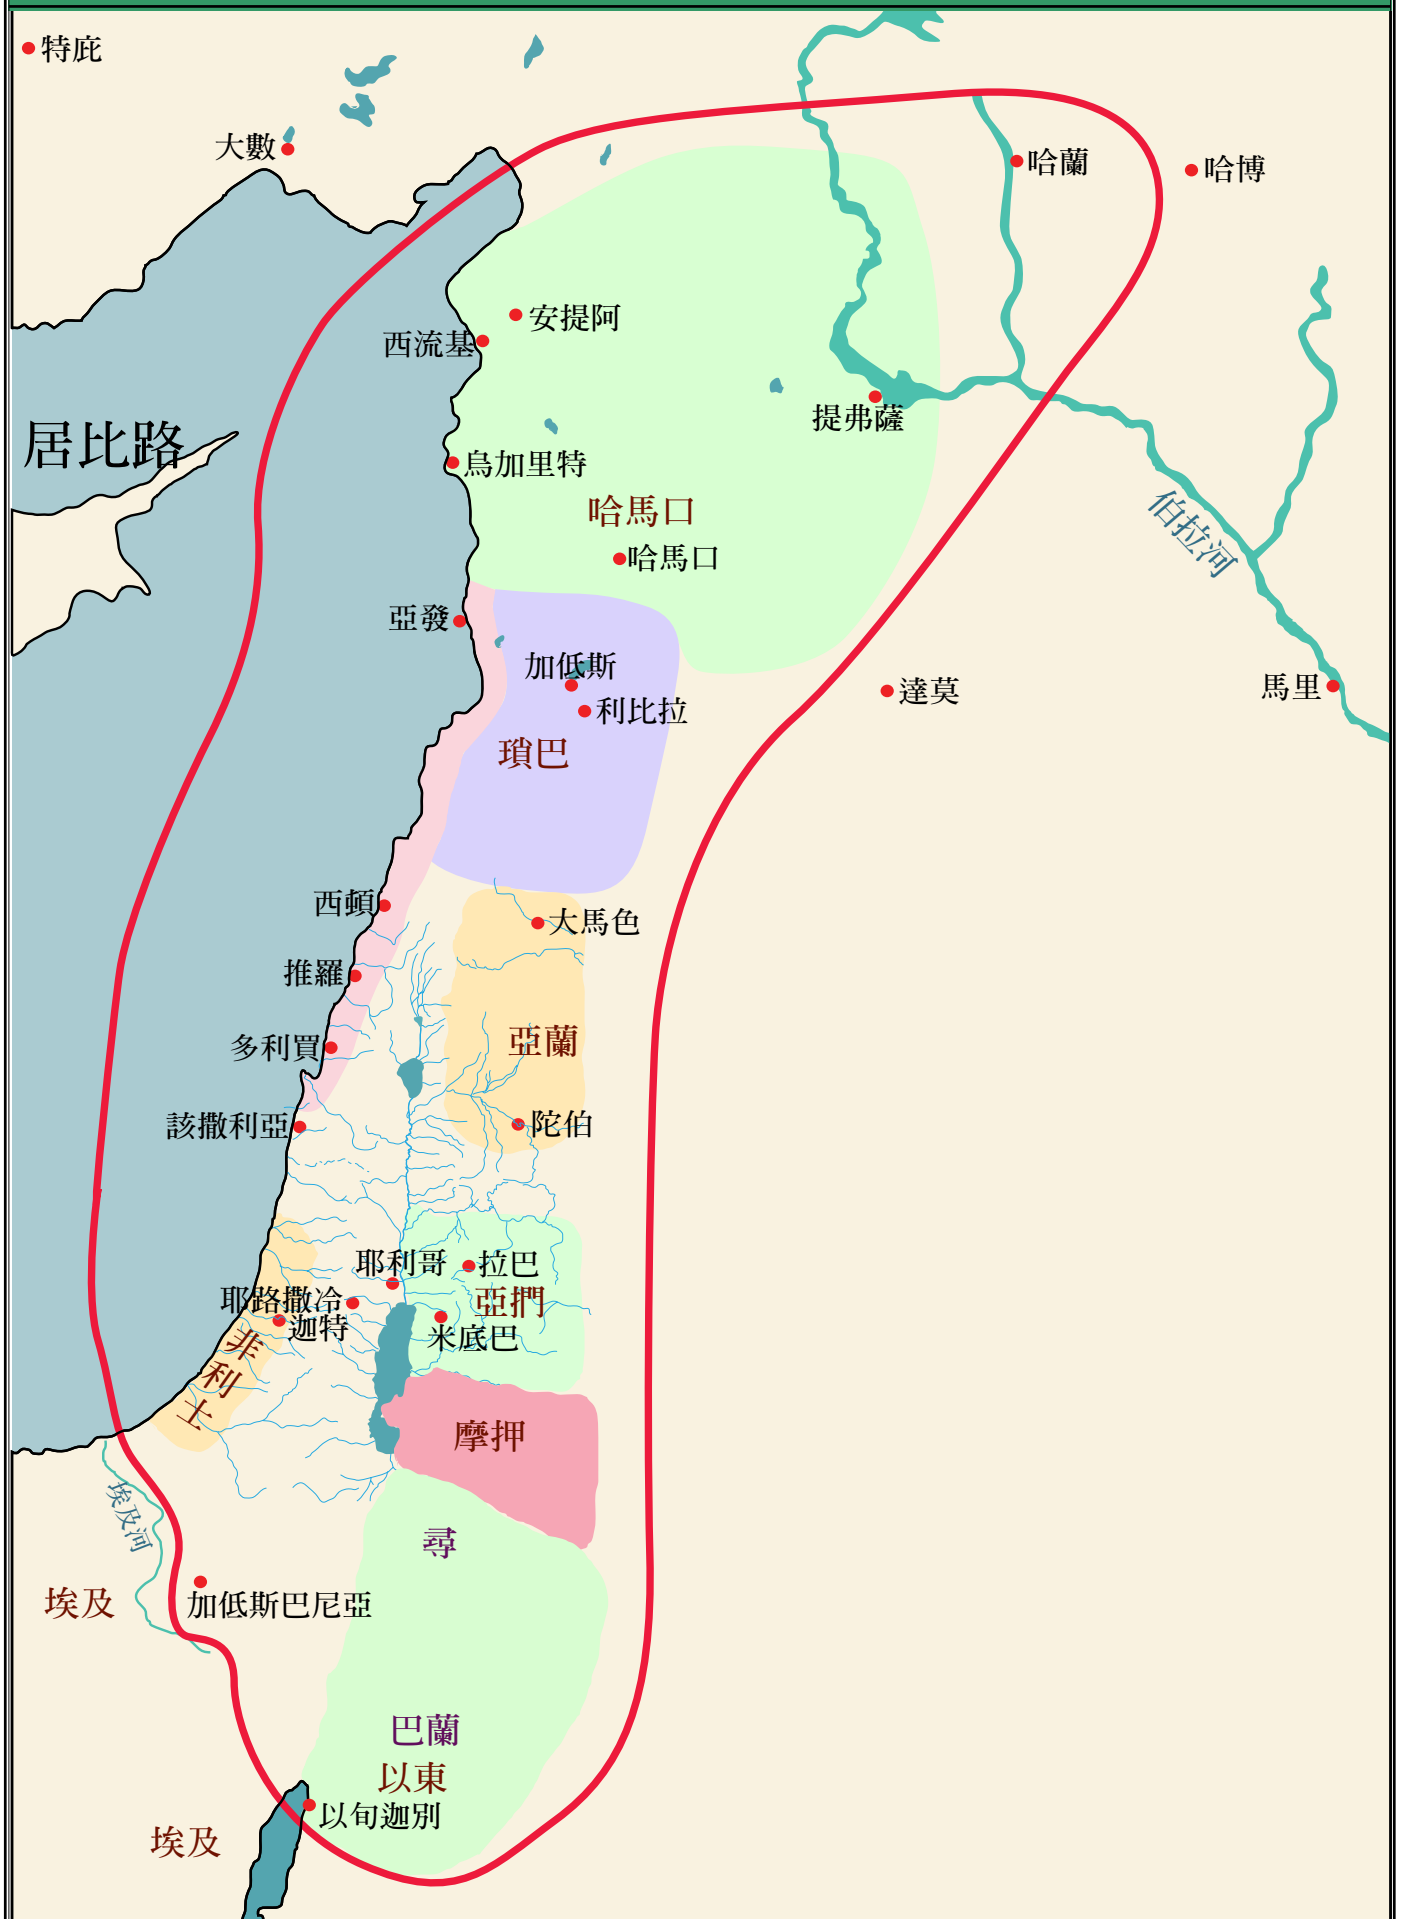 特庇
大數
哈蘭
哈博
安提阿
西流基
提弗薩
居比路
烏加里特
哈馬口
哈馬口
伯拉河
亞發
加低斯
利比拉
達莫
馬里
瑣巴
西頓
大馬色
推羅
亞蘭
多利買
該撒利亞
陀伯
耶利哥
拉巴
耶路撒冷
亞捫
迦特
米底巴
非利士
摩押
埃及河
尋
埃及
加低斯巴尼亞
巴蘭
以東
以旬迦別
埃及